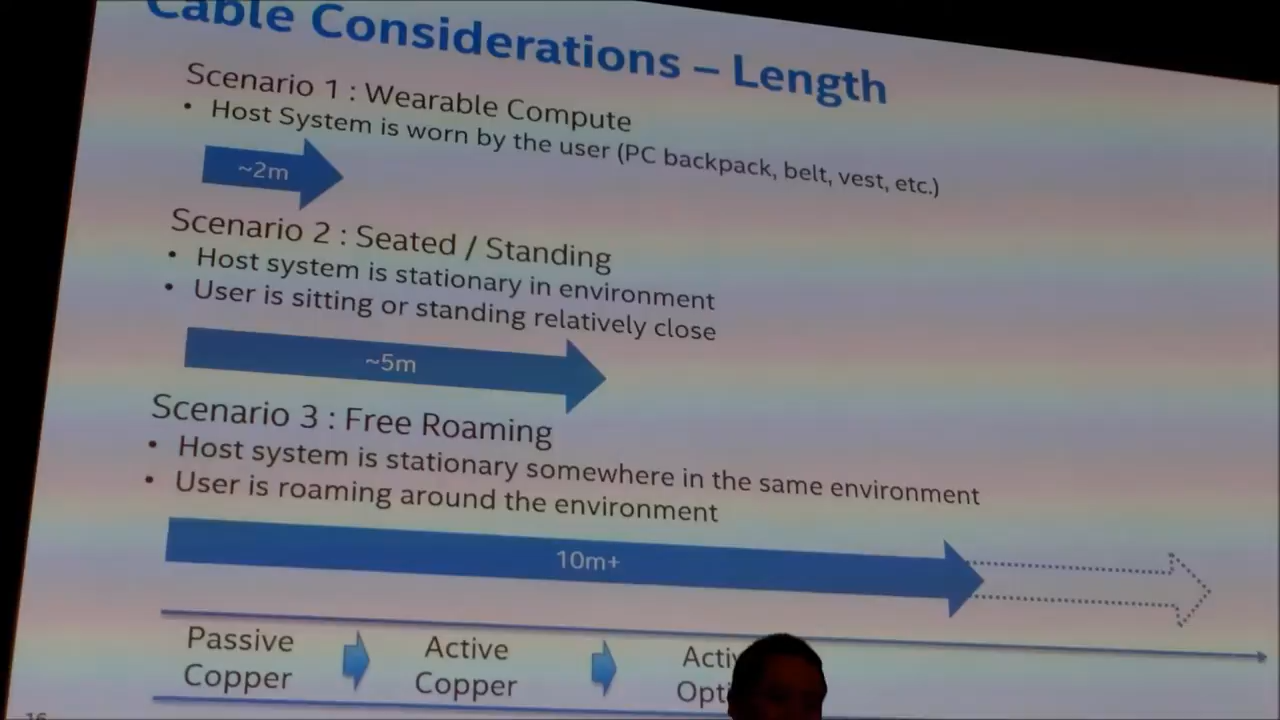 Cable Considerations – Length
Scenario 1 : Wearable Compute
• Host System is worn by the user (PC backpack, belt, vest, etc.)
~2m
Scenario 2 : Seated / Standing
• Host system is stationary in environment
• User is sitting or standing relatively close
~5m
Scenario 3 : Free Roaming
• Host system is stationary somewhere in the same environment
• User is roaming around the environment
10m+
Passive
Copper
Active
Copper
16